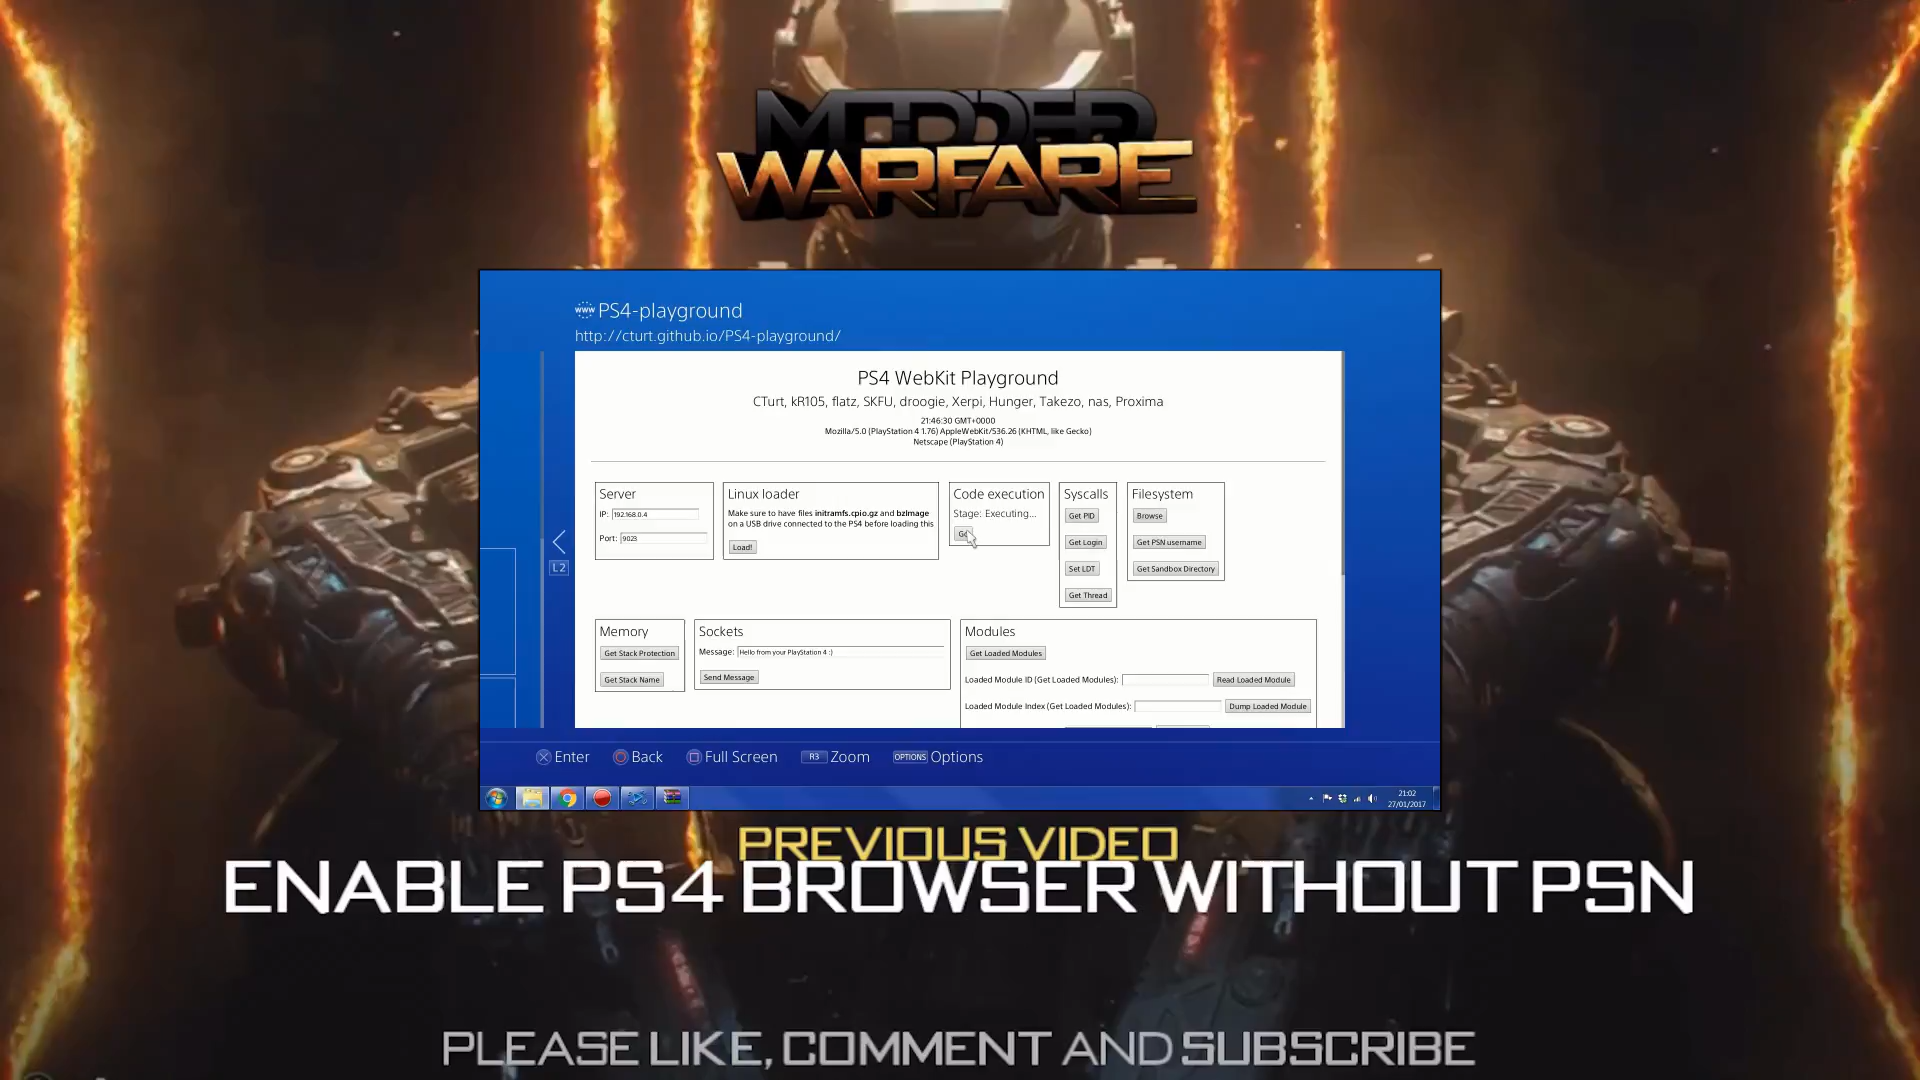 MODDED
WARFARE
www PS4-playground
http://cturt.github.io/PS4-playground/
PS4 WebKit Playground
CTurt, kR105, flatz, SKFU, droogie, Xerpi, Hunger, Takezo, nas, Proxima
21:46:30 GMT+0000
Mozilla/5.0 (PlayStation 4 1.76) AppleWebKit/536.26 (KHTML, like Gecko)
Netscape (PlayStation 4)
Server
IP: 192.168.0.4
Port: 9023
Linux loader
Make sure to have files initramfs.cpio.gz and bzImage
on a USB drive connected to the PS4 before loading this
Load!
Code execution
Stage: Executing...
Syscalls
Get PID
Get Login
Set LDT
Get Thread
Filesystem
Browse
Get PSN username
Get Sandbox Directory
L2
Memory
Get Stack Protection
Get Stack Name
Sockets
Message: Hello from your PlayStation 4 :)
Send Message
Modules
Get Loaded Modules
Loaded Module ID (Get Loaded Modules): Read Loaded Module
Loaded Module Index (Get Loaded Modules): Dump Loaded Module
Enter Back Full Screen R3 Zoom OPTIONS Options
21:02
27/01/2017
PREVIOUS VIDEO
ENABLE PS4 BROWSER WITHOUT PSN
PLEASE LIKE, COMMENT AND SUBSCRIBE